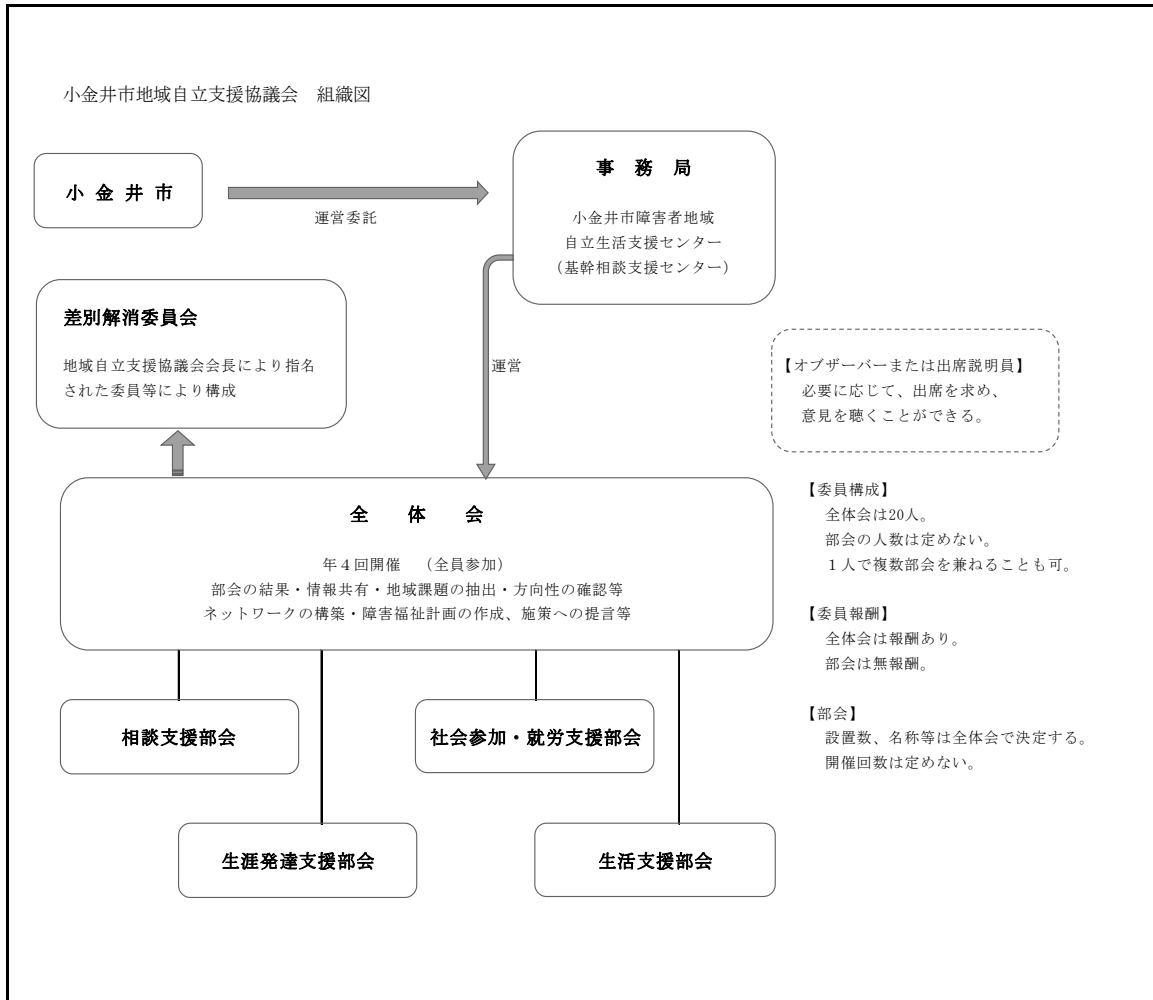 小金井市地域自立支援協議会　組織図
小 金 井 市
運営委託
事　務　局
小金井市障害者地域
自立生活支援センター
（基幹相談支援センター）
差別解消委員会
地域自立支援協議会会長により指名
された委員等により構成
運営
【オブザーバーまたは出席説明員】
必要に応じて、出席を求め、
意見を聴くことができる。
全　体　会
年４回開催　（全員参加）
部会の結果・情報共有・地域課題の抽出・方向性の確認等
ネットワークの構築・障害福祉計画の作成、施策への提言等
【委員構成】
全体会は20人。
部会の人数は定めない。
１人で複数部会を兼ねることも可。
【委員報酬】
全体会は報酬あり。
部会は無報酬。
【部会】
設置数、名称等は全体会で決定する。
開催回数は定めない。
相談支援部会
社会参加・就労支援部会
生涯発達支援部会
生活支援部会